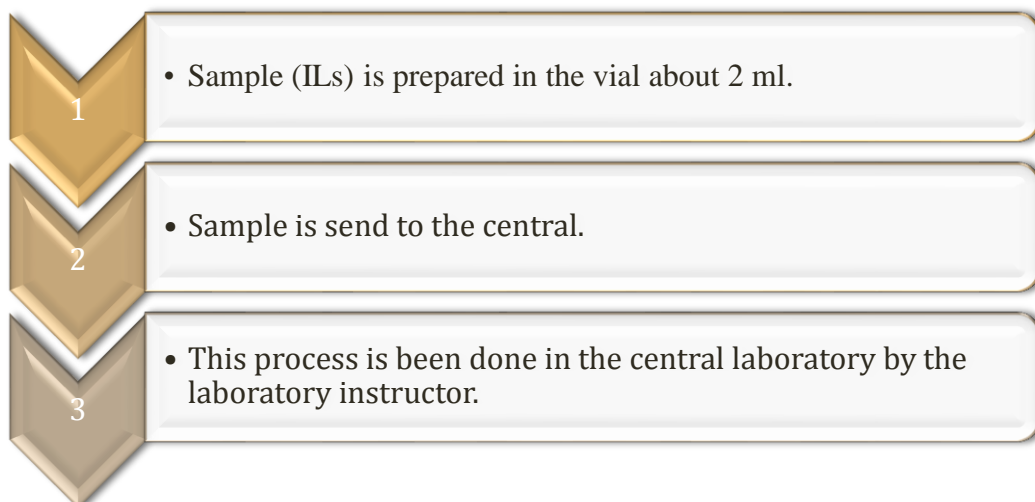 1
• Sample (ILs) is prepared in the vial about 2 ml.
2
• Sample is send to the central.
3
• This process is been done in the central laboratory by the
laboratory instructor.